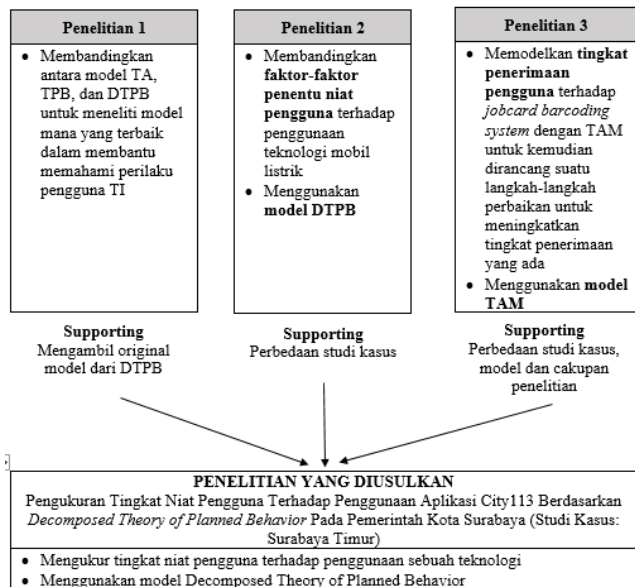 Penelitian 1
• Membandingkan
antara model TA,
TPB, dan DTPB
untuk meneliti model
mana yang terbaik
dalam membantu
memahami perilaku
pengguna TI
Supporting
Mengambil original
model dari DTPB
Penelitian 2
• Membandingkan
faktor-faktor
penentu niat
pengguna terhadap
penggunaan
teknologi mobil
listrik
• Menggunakan
model DTPB
Supporting
Perbedaan studi kasus
Penelitian 3
• Memodelkan tingkat
penerimaan
pengguna terhadap
jobcard barcoding
system dengan TAM
untuk kemudian
dirancang suatu
langkah-langkah
perbaikan untuk
meningkatkan
tingkat penerimaan
yang ada
• Menggunakan model
TAM
Supporting
Perbedaan studi kasus,
model dan cakupan
penelitian
PENELITIAN YANG DIUSULKAN
Pengukuran Tingkat Niat Pengguna Terhadap Penggunaan Aplikasi City113 Berdasarkan
Decomposed Theory of Planned Behavior Pada Pemerintah Kota Surabaya (Studi Kasus:
Surabaya Timur)
• Mengukur tingkat niat pengguna terhadap penggunaan sebuah teknologi
• Menggunakan model Decomposed Theory of Planned Behavior